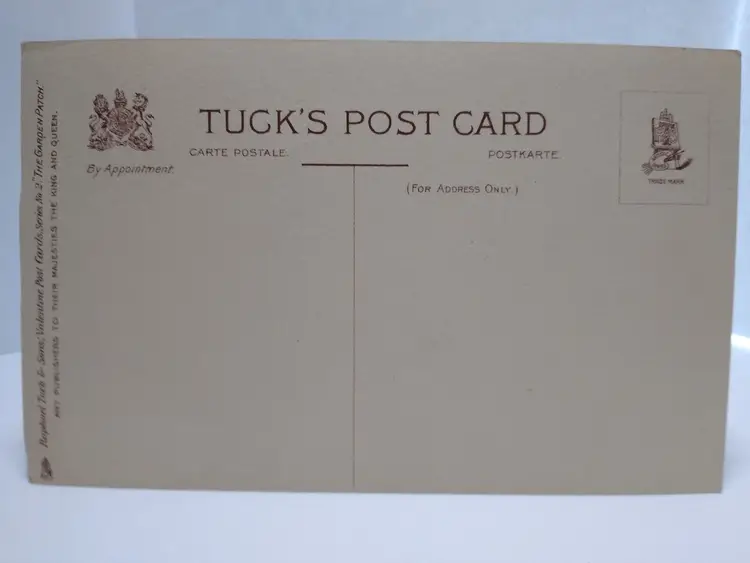 TUCK'S POST CARD
CARTE POSTALE.
POSTKARTE.
By Appointment.
(FOR ADDRESS ONLY.)
TRADE MARK
Raphael Tuck & Sons' Valentine Post Cards, Series No. 2, "THE GARDEN PATCH."
ART PUBLISHERS TO THEIR MAJESTIES THE KING AND QUEEN.